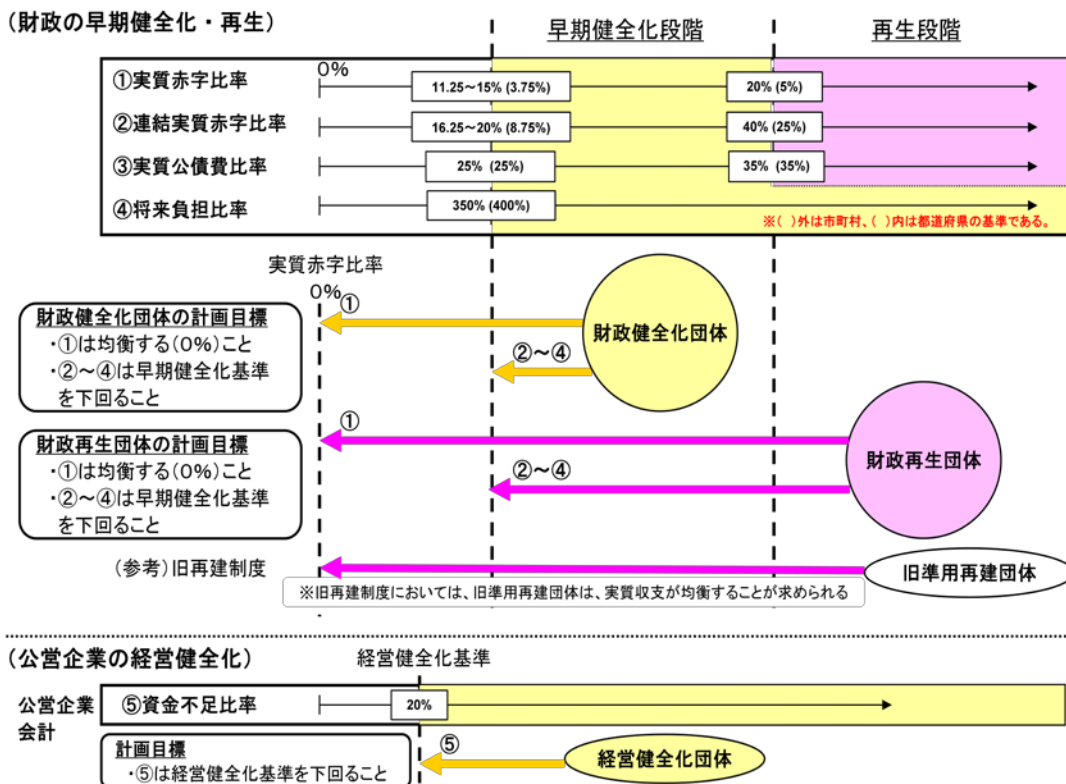 (財政の早期健全化・再生)
早期健全化段階
再生段階
0%
①実質赤字比率
11.25～15% (3.75%)
20% (5%)
②連結実質赤字比率
16.25～20% (8.75%)
40% (25%)
③実質公債費比率
25% (25%)
35% (35%)
④将来負担比率
350% (400%)
※( )外は市町村、( )内は都道府県の基準である。
実質赤字比率
0%
①
財政健全化団体の計画目標
・①は均衡する(0%)こと
・②～④は早期健全化基準
を下回ること
②～④
財政健全化団体
①
財政再生団体の計画目標
・①は均衡する(0%)こと
・②～④は早期健全化基準
を下回ること
②～④
財政再生団体
(参考)旧再建制度
旧準用再建団体
※旧再建制度においては、旧準用再建団体は、実質収支が均衡することが求められる
(公営企業の経営健全化)
経営健全化基準
公営企業
会計
⑤資金不足比率
20%
計画目標
・⑤は経営健全化基準を下回ること
⑤
経営健全化団体